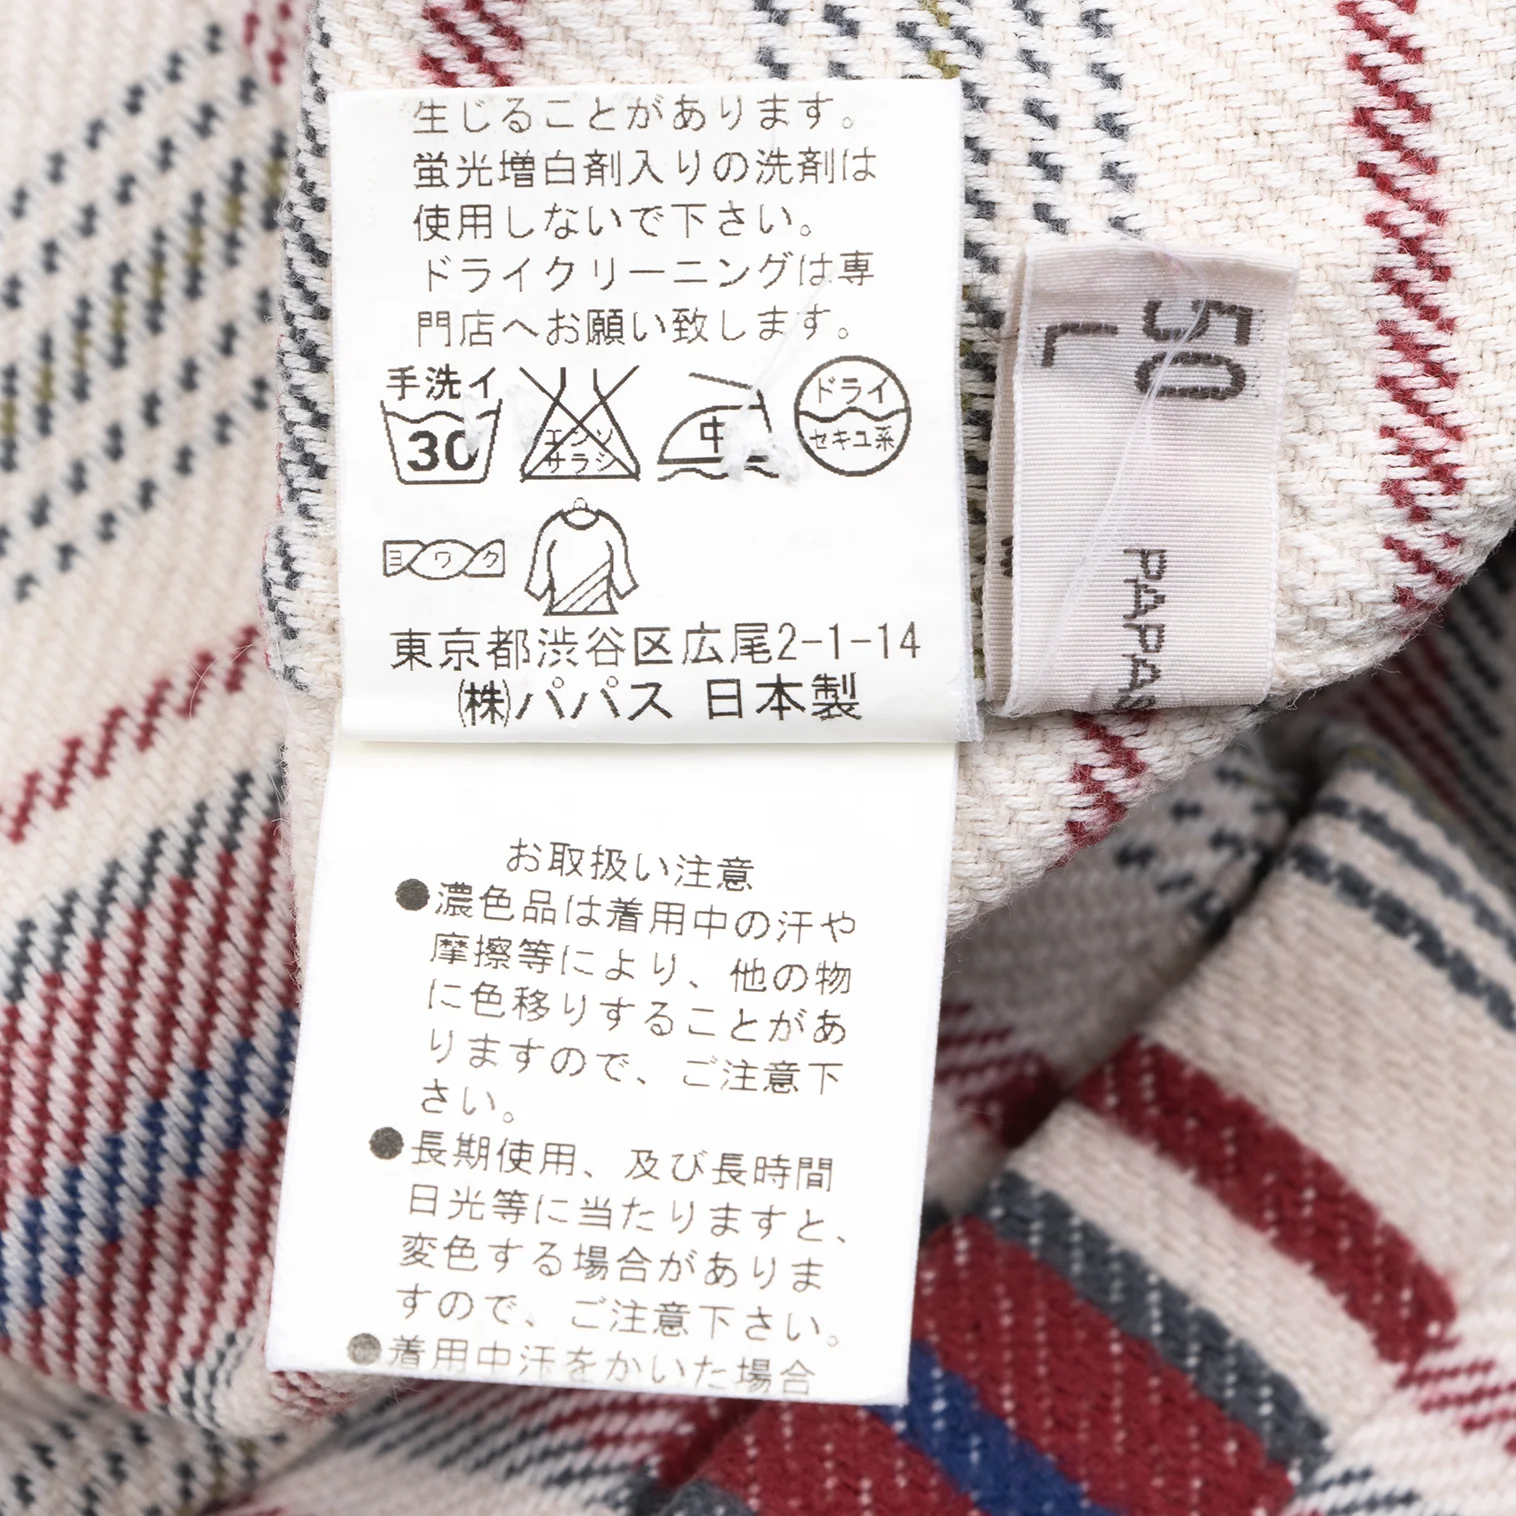 生じることがあります。
蛍光増白剤入りの洗剤は
使用しないで下さい。
ドライクリーニングは専
門店へお願い致します。
手洗イ
30
エンソ
サラシ
中
ドライ
セキユ系
ヨワク
東京都渋谷区広尾2-1-14
㈱パパス 日本製
お取扱い注意
●濃色品は着用中の汗や
摩擦等により、他の物
に色移りすることがあ
りますので、ご注意下
さい。
●長期使用、及び長時間
日光等に当たりますと、
変色する場合がありま
すので、ご注意下さい。
●着用中汗をかいた場合
50
L
PAPAS